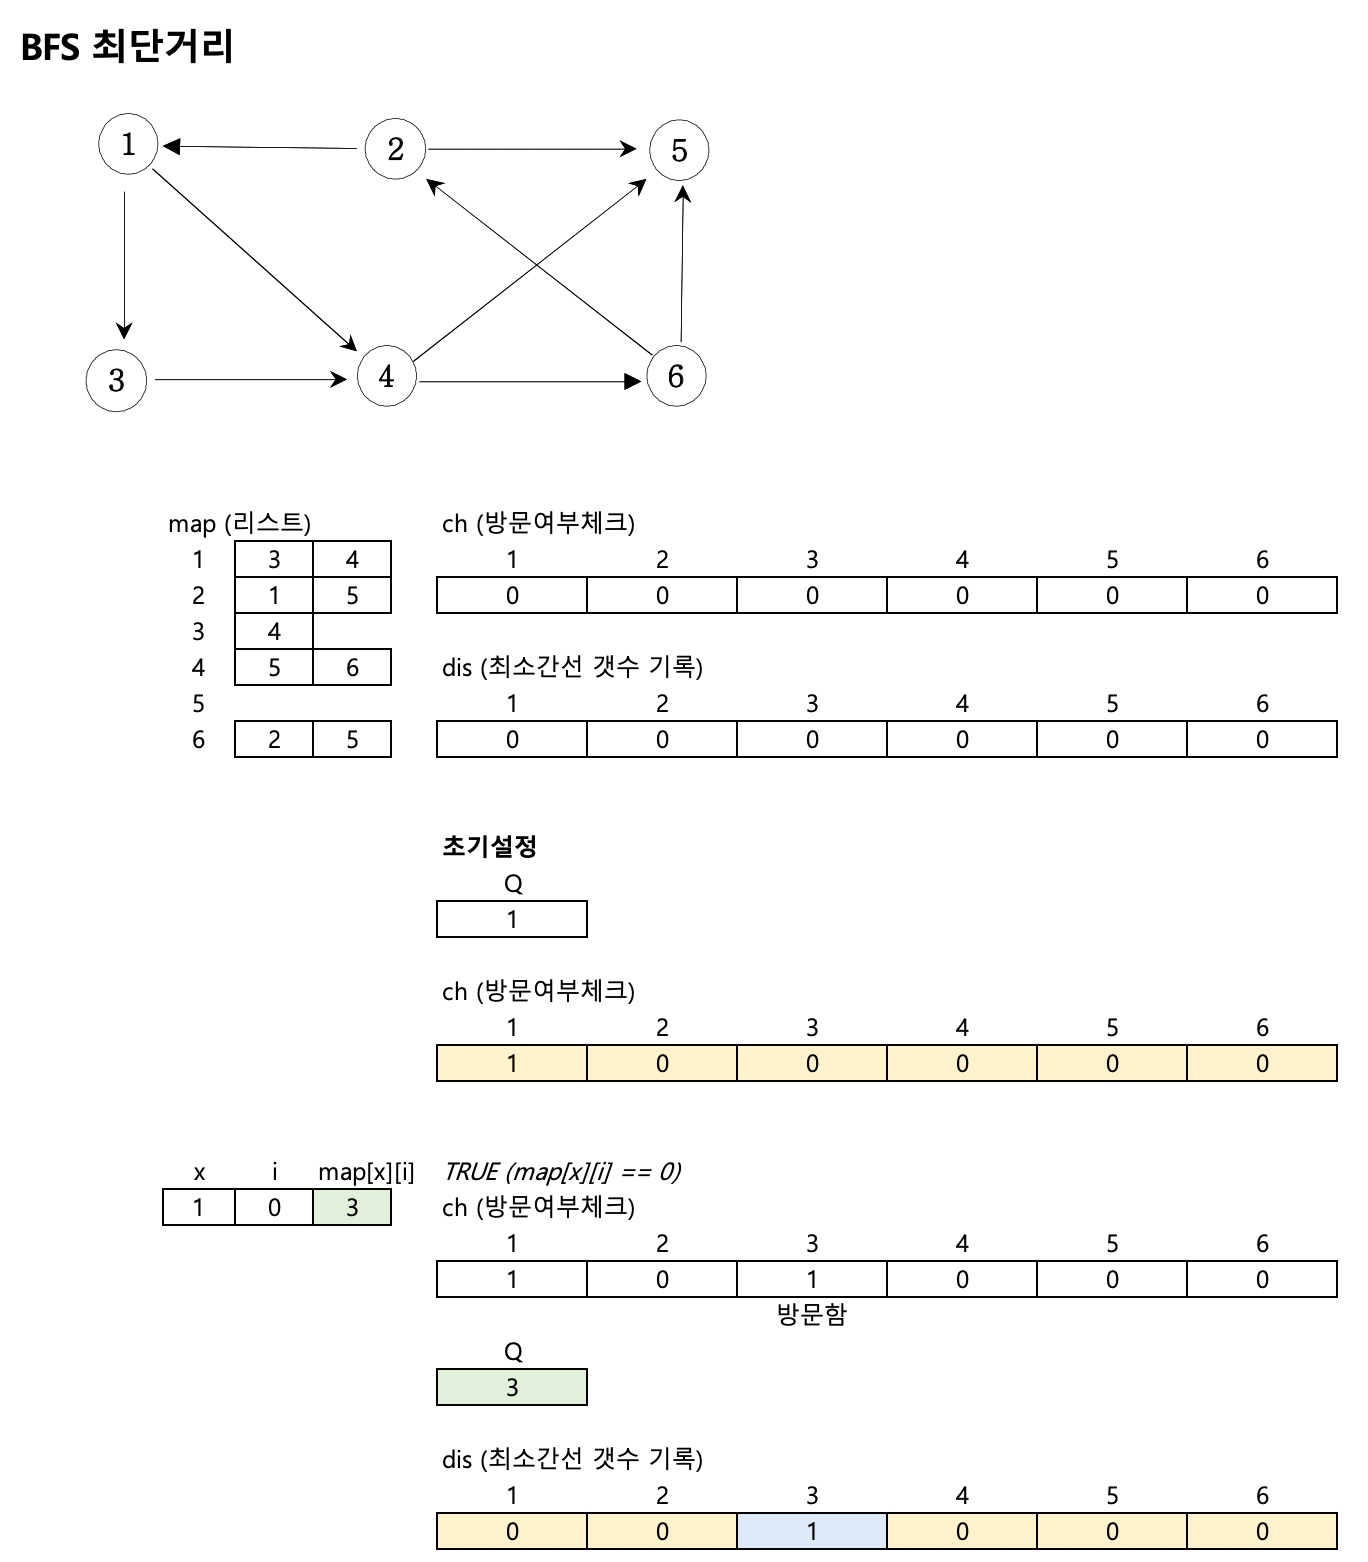 BFS 최단거리
1 2 5
3 4 6
map (리스트) ch (방문여부체크)
1 3 4 1 2 3 4 5 6
2 1 5 0 0 0 0 0 0
3 4
4 5 6 dis (최소간선 갯수 기록)
5 1 2 3 4 5 6
6 2 5 0 0 0 0 0 0
초기설정
Q
1
ch (방문여부체크)
1 2 3 4 5 6
1 0 0 0 0 0
x i map[x][i] TRUE (map[x][i] == 0)
1 0 3 ch (방문여부체크)
1 2 3 4 5 6
1 0 1 0 0 0
방문함
Q
3
dis (최소간선 갯수 기록)
1 2 3 4 5 6
0 0 1 0 0 0